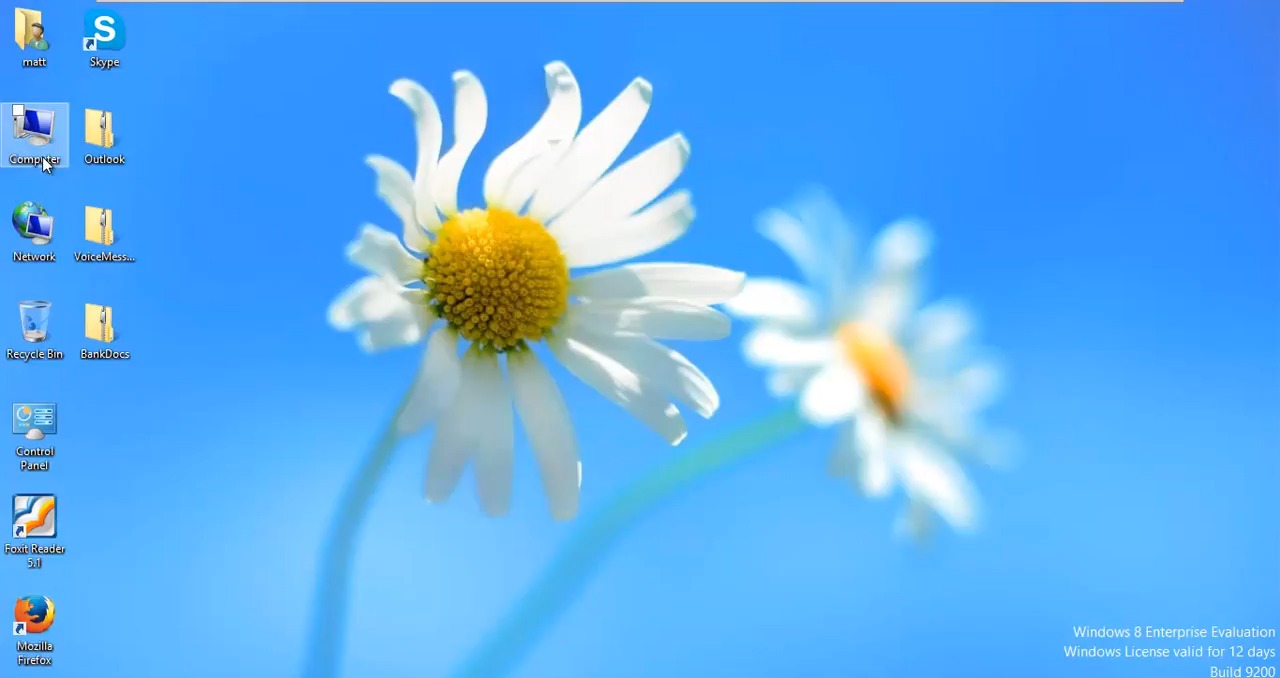 matt
Skype
Computer
Outlook
Network
VoiceMess...
Recycle Bin
BankDocs
Control
Panel
Foxit Reader
5.1
Mozilla
Firefox
Windows 8 Enterprise Evaluation
Windows License valid for 12 days
Build 9200